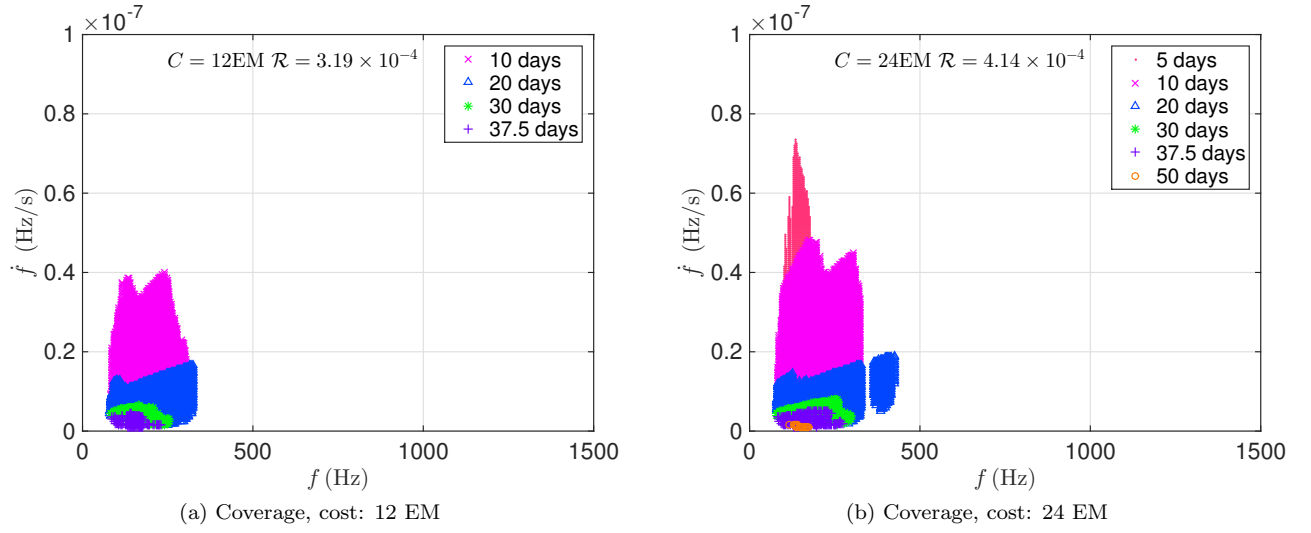 ×10⁻⁷
C = 12EM R = 3.19 × 10⁻⁴
10 days
20 days
30 days
37.5 days
1
0.8
0.6
0.4
0.2
0
ḟ (Hz/s)
0 500 1000 1500
f (Hz)
(a) Coverage, cost: 12 EM
×10⁻⁷
C = 24EM R = 4.14 × 10⁻⁴
5 days
10 days
20 days
30 days
37.5 days
50 days
1
0.8
0.6
0.4
0.2
0
ḟ (Hz/s)
0 500 1000 1500
f (Hz)
(b) Coverage, cost: 24 EM